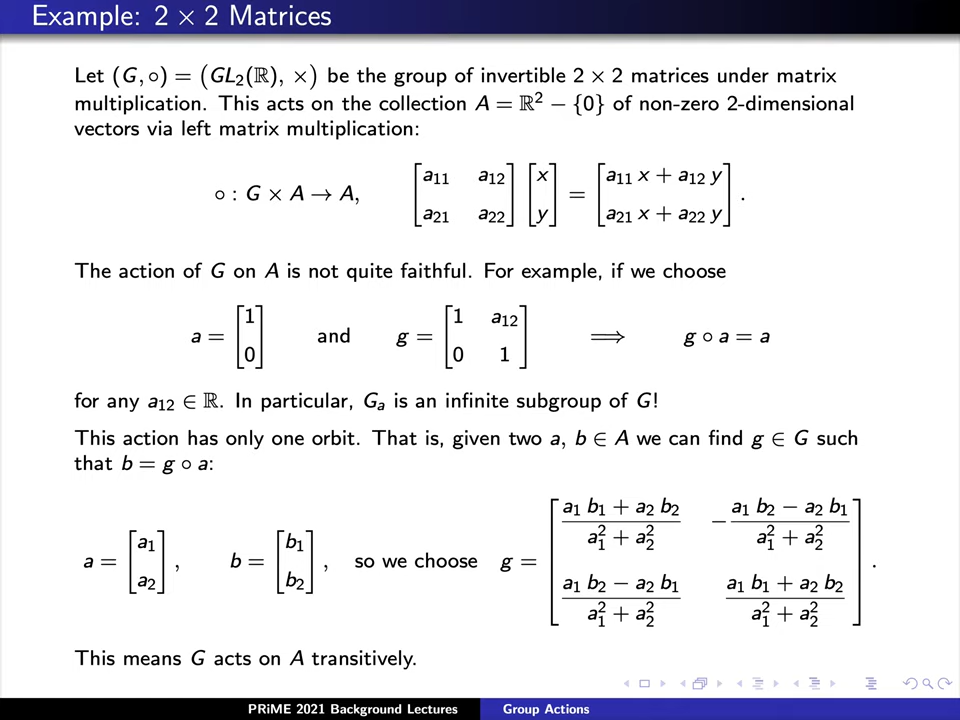 Example: 2 × 2 Matrices
Let (G, ∘) = (GL₂(ℝ), ×) be the group of invertible 2 × 2 matrices under matrix
multiplication. This acts on the collection A = ℝ² − {0} of non-zero 2-dimensional
vectors via left matrix multiplication:
∘ : G × A → A, [a₁₁ a₁₂; a₂₁ a₂₂] [x; y] = [a₁₁ x + a₁₂ y; a₂₁ x + a₂₂ y] .
The action of G on A is not quite faithful. For example, if we choose
a = [1; 0] and g = [1 a₁₂; 0 1] ⟹ g ∘ a = a
for any a₁₂ ∈ ℝ. In particular, Gₐ is an infinite subgroup of G!
This action has only one orbit. That is, given two a, b ∈ A we can find g ∈ G such
that b = g ∘ a:
a = [a₁; a₂] , b = [b₁; b₂] , so we choose g = [(a₁ b₁ + a₂ b₂)/(a₁² + a₂²) −(a₁ b₂ − a₂ b₁)/(a₁² + a₂²); (a₁ b₂ − a₂ b₁)/(a₁² + a₂²) (a₁ b₁ + a₂ b₂)/(a₁² + a₂²)] .
This means G acts on A transitively.
PRiME 2021 Background Lectures Group Actions